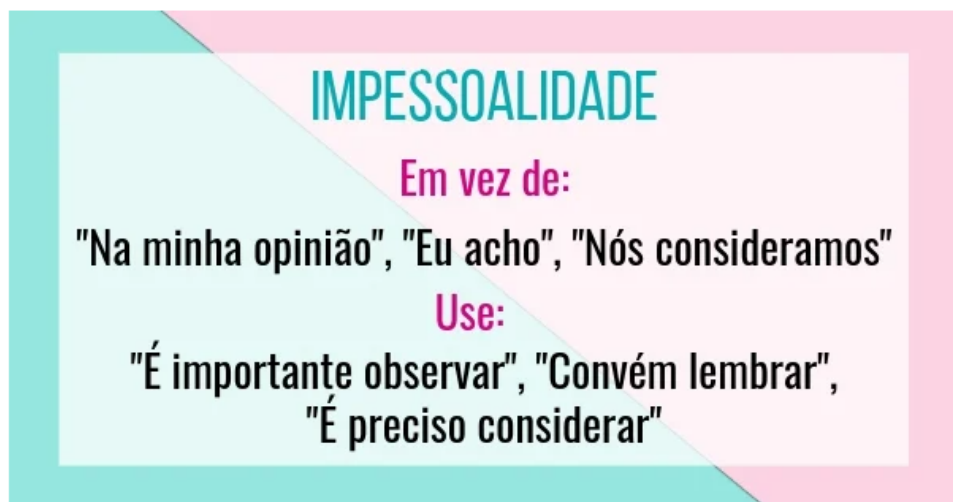 IMPESSOALIDADE
Em vez de:
"Na minha opinião", "Eu acho", "Nós consideramos"
Use:
"É importante observar", "Convém lembrar",
"É preciso considerar"